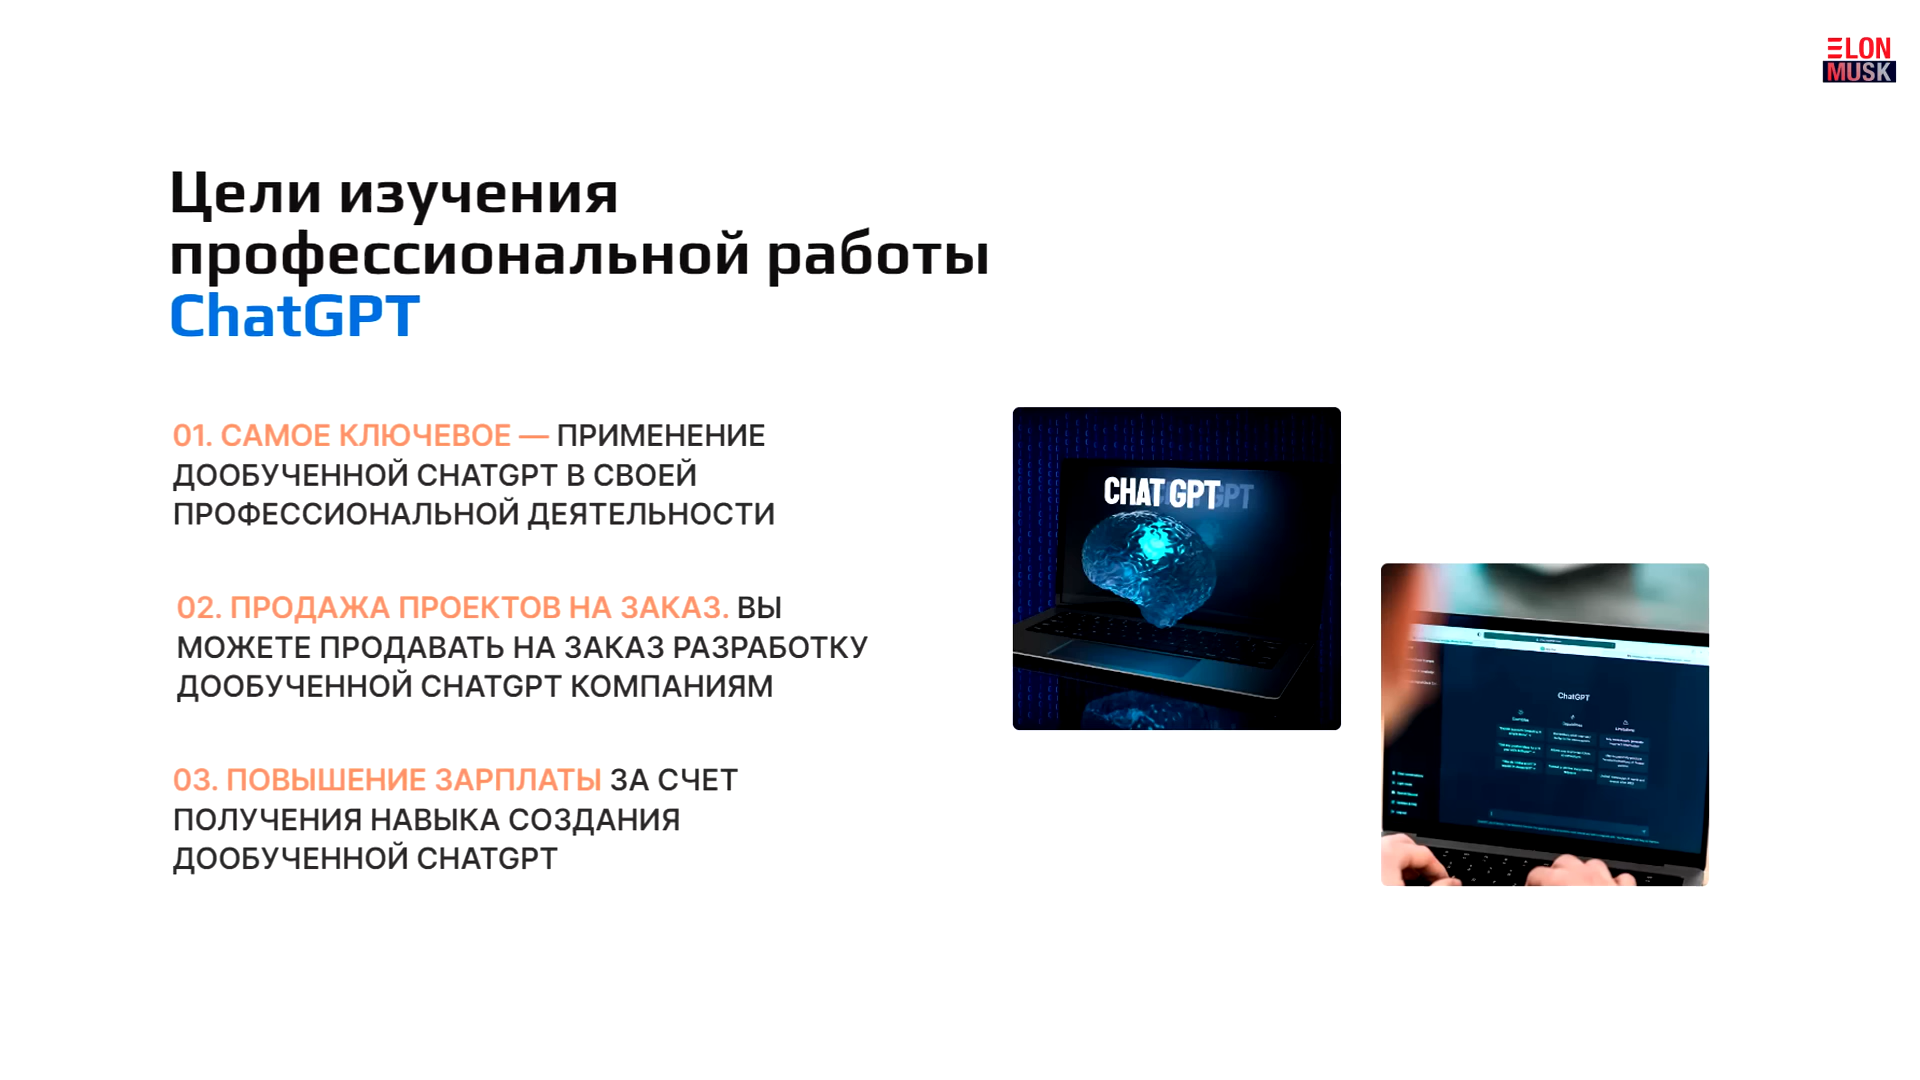 ELON
MUSK
Цели изучения
профессиональной работы
ChatGPT
01. САМОЕ КЛЮЧЕВОЕ — ПРИМЕНЕНИЕ
ДООБУЧЕННОЙ CHATGPT В СВОЕЙ
ПРОФЕССИОНАЛЬНОЙ ДЕЯТЕЛЬНОСТИ
02. ПРОДАЖА ПРОЕКТОВ НА ЗАКАЗ. ВЫ
МОЖЕТЕ ПРОДАВАТЬ НА ЗАКАЗ РАЗРАБОТКУ
ДООБУЧЕННОЙ CHATGPT КОМПАНИЯМ
03. ПОВЫШЕНИЕ ЗАРПЛАТЫ ЗА СЧЕТ
ПОЛУЧЕНИЯ НАВЫКА СОЗДАНИЯ
ДООБУЧЕННОЙ CHATGPT
CHAT GPT
ChatGPT